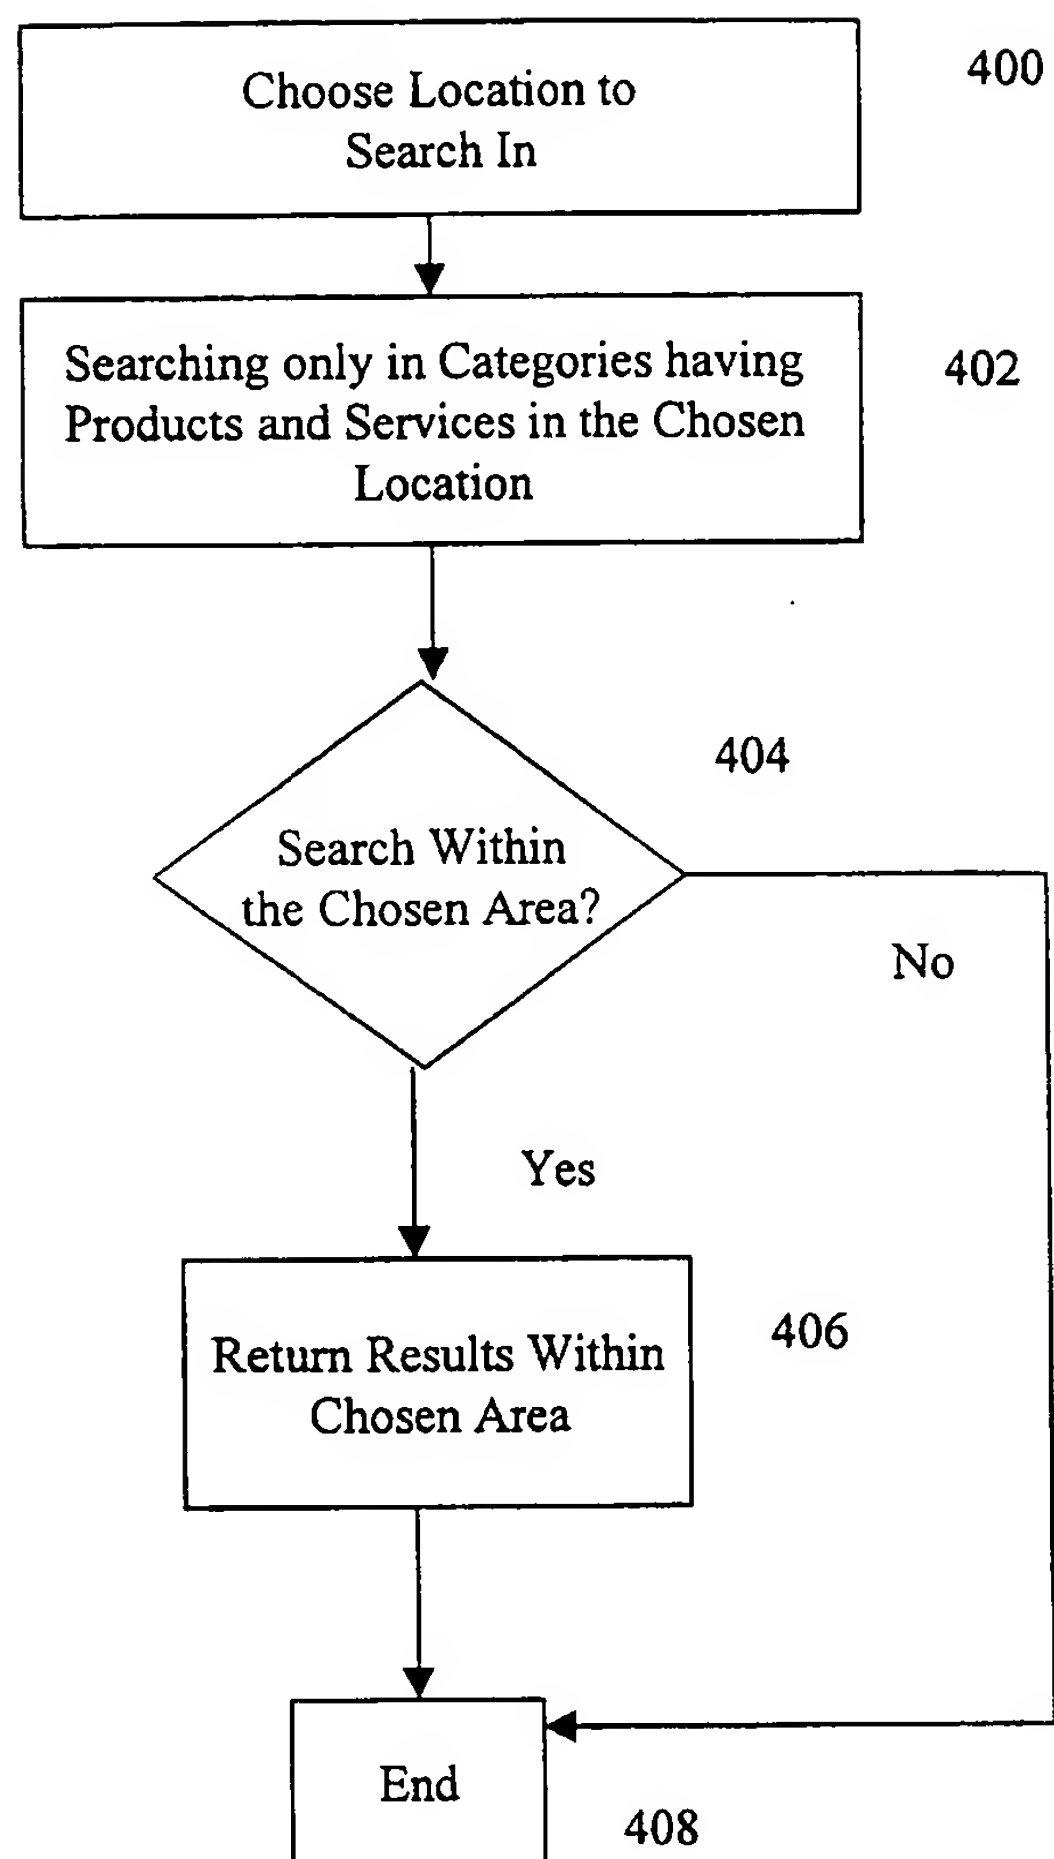 Choose Location to
Search In
400
Searching only in Categories having
Products and Services in the Chosen
Location
402
404
Search Within
the Chosen Area?
No
Yes
Return Results Within
Chosen Area
406
End
408